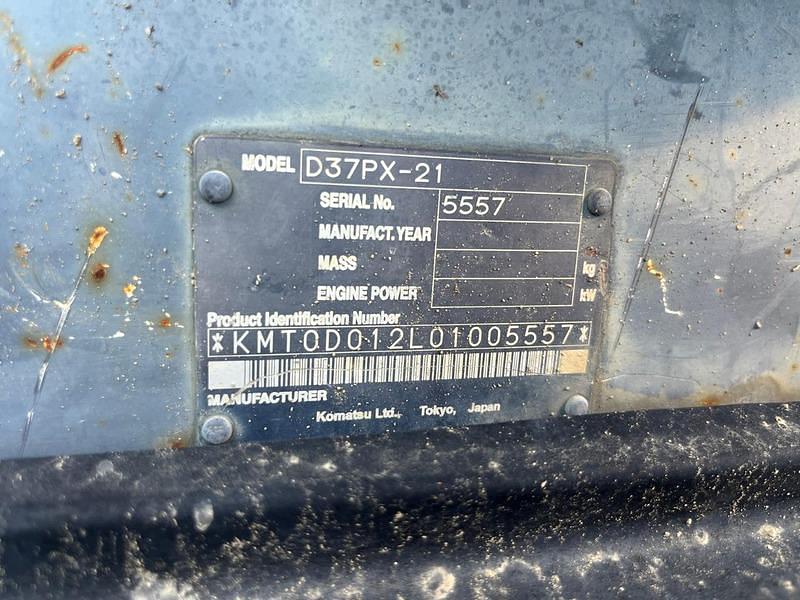 MODEL D37PX-21
SERIAL No. 5557
MANUFACT. YEAR
MASS kg
ENGINE POWER kW
Product Identification Number
*KMT0D012L01005557*
MANUFACTURER
Komatsu Ltd., Tokyo, Japan